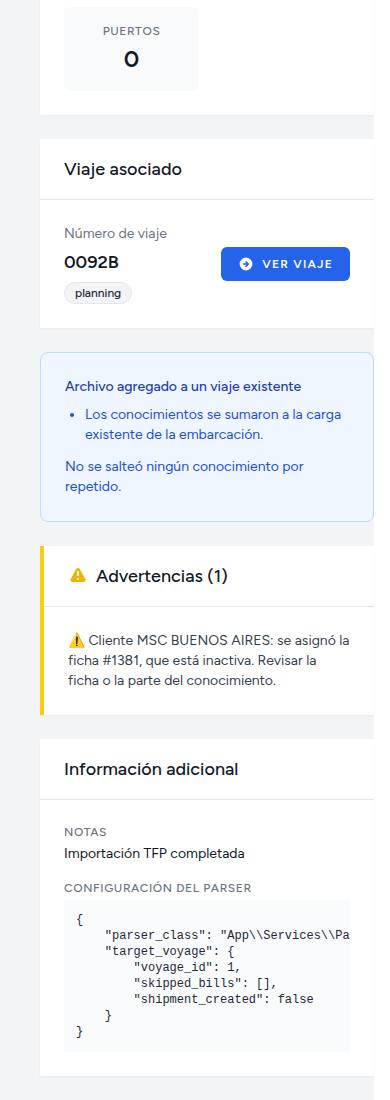 PUERTOS
0
Viaje asociado
Número de viaje
0092B
planning
VER VIAJE
Archivo agregado a un viaje existente
• Los conocimientos se sumaron a la carga
existente de la embarcación.
No se salteó ningún conocimiento por
repetido.
Advertencias (1)
⚠️ Cliente MSC BUENOS AIRES: se asignó la
ficha #1381, que está inactiva. Revisar la
ficha o la parte del conocimiento.
Información adicional
NOTAS
Importación TFP completada
CONFIGURACIÓN DEL PARSER
{
    "parser_class": "App\\Services\\Pa
    "target_voyage": {
        "voyage_id": 1,
        "skipped_bills": [],
        "shipment_created": false
    }
}